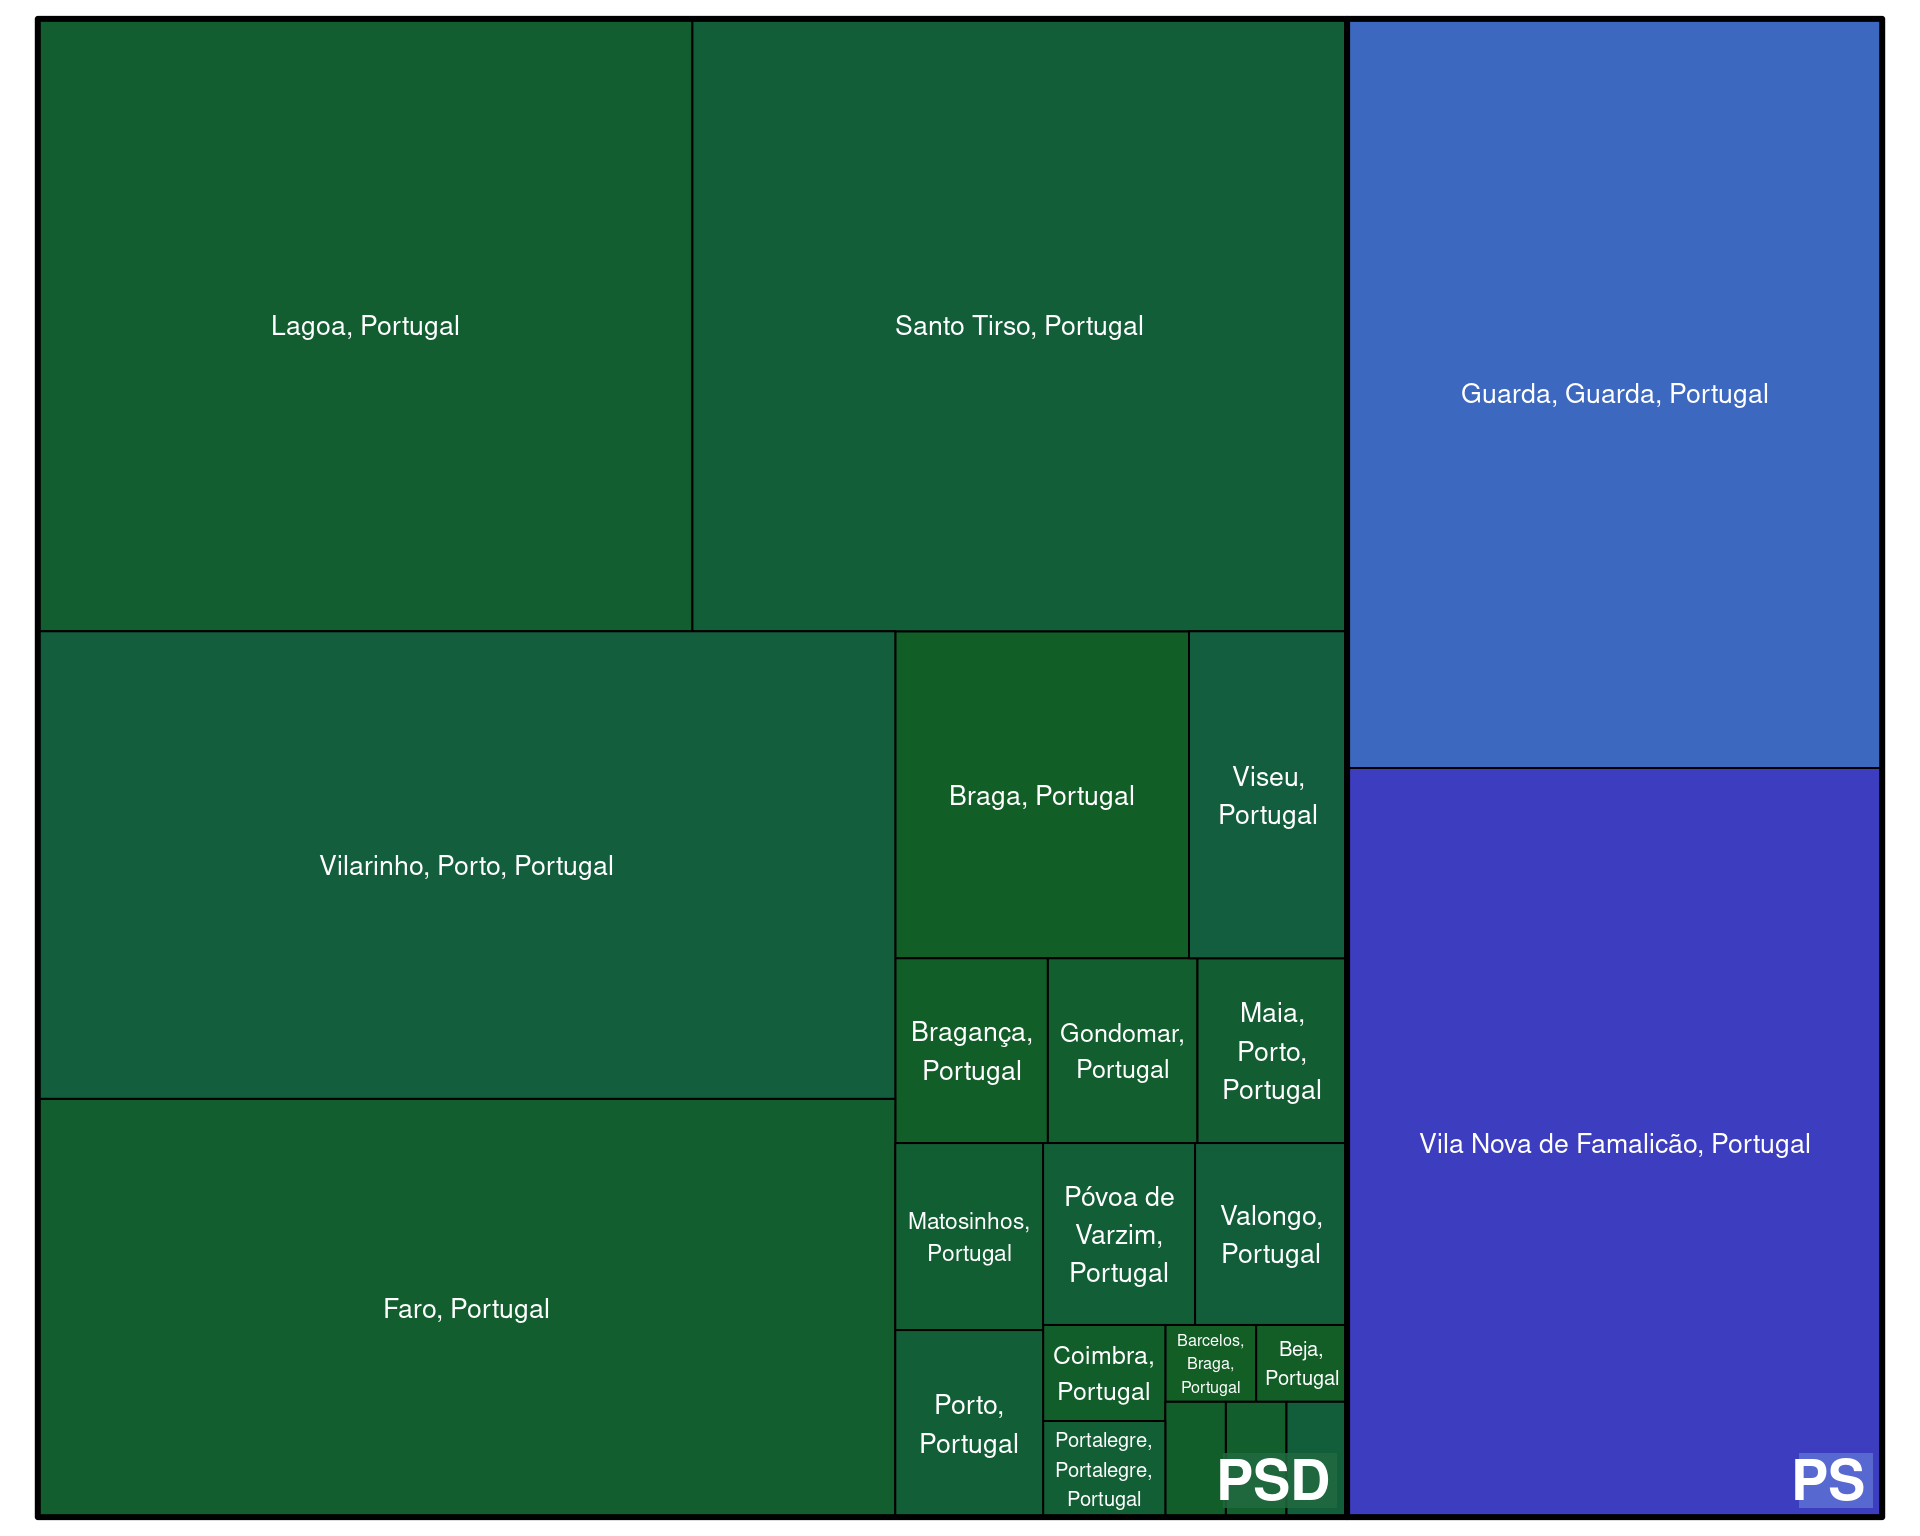 Lagoa, Portugal
Santo Tirso, Portugal
Guarda, Guarda, Portugal
Vilarinho, Porto, Portugal
Braga, Portugal
Viseu,
Portugal
Bragança,
Portugal
Gondomar,
Portugal
Maia,
Porto,
Portugal
Vila Nova de Famalicão, Portugal
Faro, Portugal
Matosinhos,
Portugal
Póvoa de
Varzim,
Portugal
Valongo,
Portugal
Porto,
Portugal
Coimbra,
Portugal
Barcelos,
Braga,
Portugal
Beja,
Portugal
Portalegre,
Portalegre,
Portugal
PSD
PS